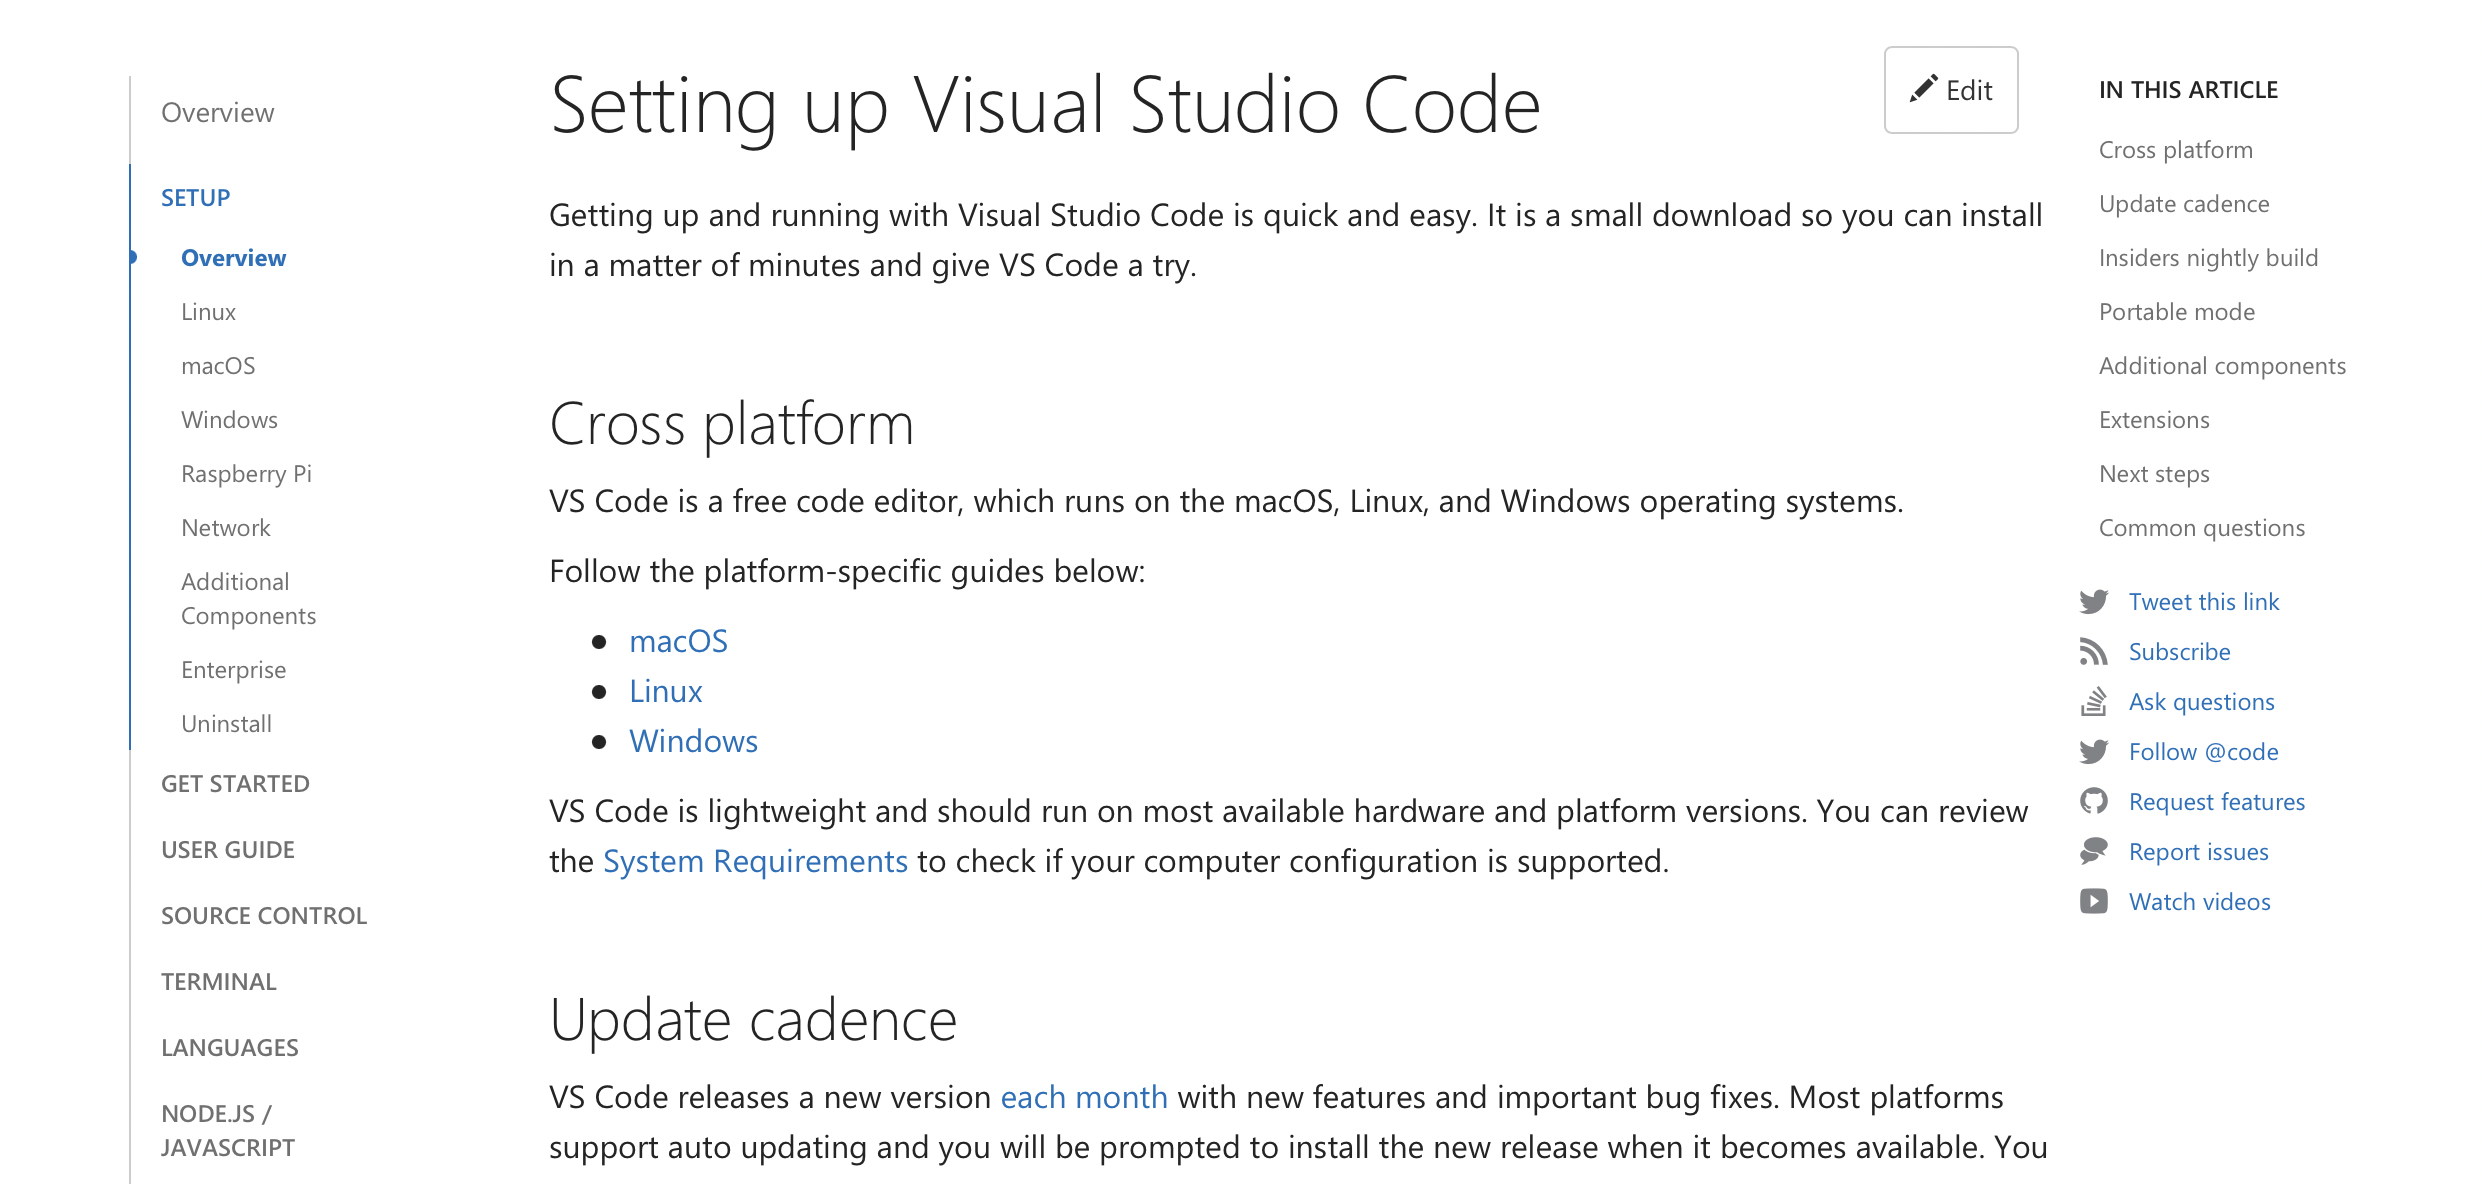 Overview
SETUP
Overview
Linux
macOS
Windows
Raspberry Pi
Network
Additional
Components
Enterprise
Uninstall
GET STARTED
USER GUIDE
SOURCE CONTROL
TERMINAL
LANGUAGES
NODE.JS /
JAVASCRIPT
Setting up Visual Studio Code
Edit
Getting up and running with Visual Studio Code is quick and easy. It is a small download so you can install
in a matter of minutes and give VS Code a try.
Cross platform
VS Code is a free code editor, which runs on the macOS, Linux, and Windows operating systems.
Follow the platform-specific guides below:
macOS
Linux
Windows
VS Code is lightweight and should run on most available hardware and platform versions. You can review
the System Requirements to check if your computer configuration is supported.
Update cadence
VS Code releases a new version each month with new features and important bug fixes. Most platforms
support auto updating and you will be prompted to install the new release when it becomes available. You
IN THIS ARTICLE
Cross platform
Update cadence
Insiders nightly build
Portable mode
Additional components
Extensions
Next steps
Common questions
Tweet this link
Subscribe
Ask questions
Follow @code
Request features
Report issues
Watch videos